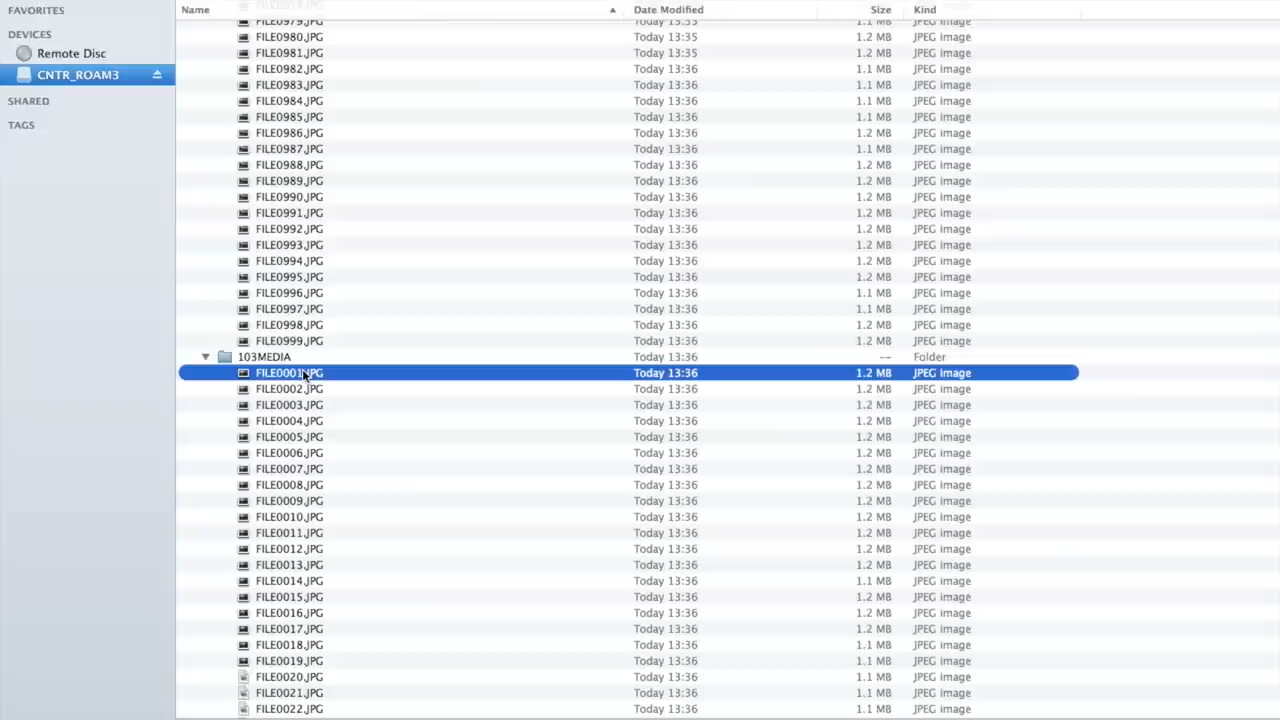 FAVORITES
DEVICES
Remote Disc
CNTR_ROAM3
SHARED
TAGS
Name Date Modified Size Kind
FILE0979.JPG Today 13:35 1.1 MB JPEG image
FILE0980.JPG Today 13:35 1.2 MB JPEG image
FILE0981.JPG Today 13:35 1.2 MB JPEG image
FILE0982.JPG Today 13:36 1.1 MB JPEG image
FILE0983.JPG Today 13:36 1.1 MB JPEG image
FILE0984.JPG Today 13:36 1.1 MB JPEG image
FILE0985.JPG Today 13:36 1.1 MB JPEG image
FILE0986.JPG Today 13:36 1.2 MB JPEG image
FILE0987.JPG Today 13:36 1.1 MB JPEG image
FILE0988.JPG Today 13:36 1.2 MB JPEG image
FILE0989.JPG Today 13:36 1.2 MB JPEG image
FILE0990.JPG Today 13:36 1.2 MB JPEG image
FILE0991.JPG Today 13:36 1.2 MB JPEG image
FILE0992.JPG Today 13:36 1.2 MB JPEG image
FILE0993.JPG Today 13:36 1.2 MB JPEG image
FILE0994.JPG Today 13:36 1.2 MB JPEG image
FILE0995.JPG Today 13:36 1.2 MB JPEG image
FILE0996.JPG Today 13:36 1.1 MB JPEG image
FILE0997.JPG Today 13:36 1.1 MB JPEG image
FILE0998.JPG Today 13:36 1.2 MB JPEG image
FILE0999.JPG Today 13:36 1.2 MB JPEG image
103MEDIA Today 13:36 -- Folder
FILE0001.JPG Today 13:36 1.2 MB JPEG image
FILE0002.JPG Today 13:36 1.2 MB JPEG image
FILE0003.JPG Today 13:36 1.2 MB JPEG image
FILE0004.JPG Today 13:36 1.2 MB JPEG image
FILE0005.JPG Today 13:36 1.2 MB JPEG image
FILE0006.JPG Today 13:36 1.2 MB JPEG image
FILE0007.JPG Today 13:36 1.2 MB JPEG image
FILE0008.JPG Today 13:36 1.2 MB JPEG image
FILE0009.JPG Today 13:36 1.2 MB JPEG image
FILE0010.JPG Today 13:36 1.2 MB JPEG image
FILE0011.JPG Today 13:36 1.2 MB JPEG image
FILE0012.JPG Today 13:36 1.2 MB JPEG image
FILE0013.JPG Today 13:36 1.2 MB JPEG image
FILE0014.JPG Today 13:36 1.1 MB JPEG image
FILE0015.JPG Today 13:36 1.2 MB JPEG image
FILE0016.JPG Today 13:36 1.2 MB JPEG image
FILE0017.JPG Today 13:36 1.2 MB JPEG image
FILE0018.JPG Today 13:36 1.1 MB JPEG image
FILE0019.JPG Today 13:36 1.2 MB JPEG image
FILE0020.JPG Today 13:36 1.1 MB JPEG image
FILE0021.JPG Today 13:36 1.1 MB JPEG image
FILE0022.JPG Today 13:36 1.1 MB JPEG image